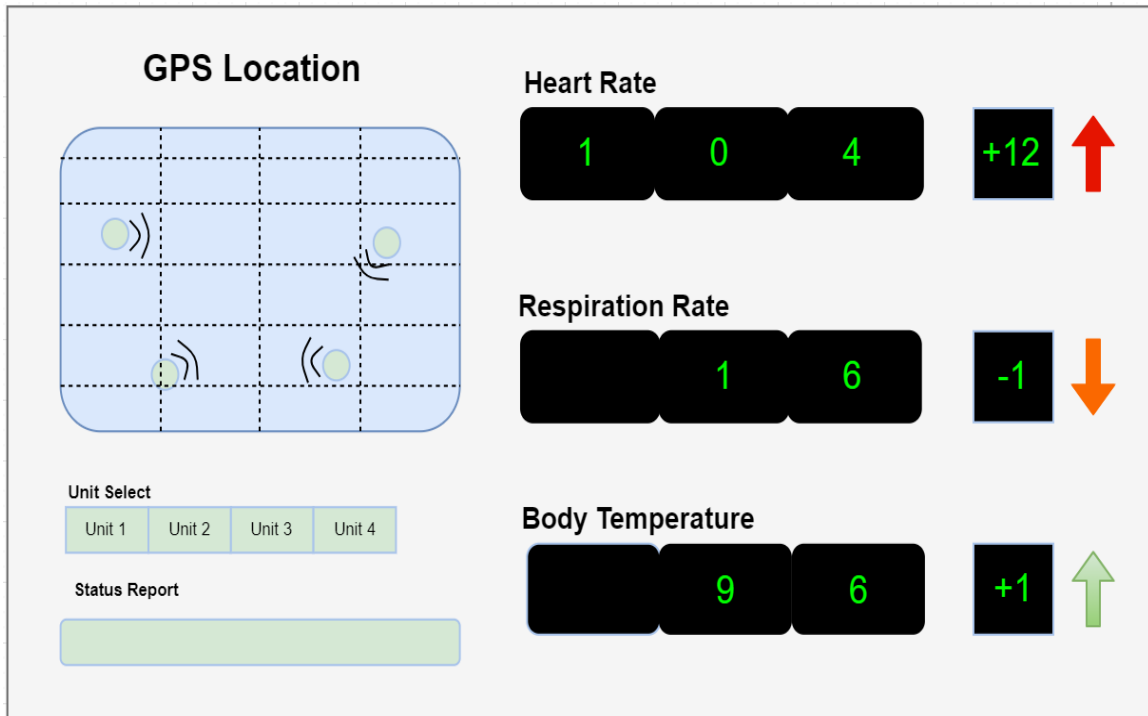 GPS Location
Unit Select
Unit 1 Unit 2 Unit 3 Unit 4
Status Report
Heart Rate
1 0 4 +12
Respiration Rate
1 6 -1
Body Temperature
9 6 +1